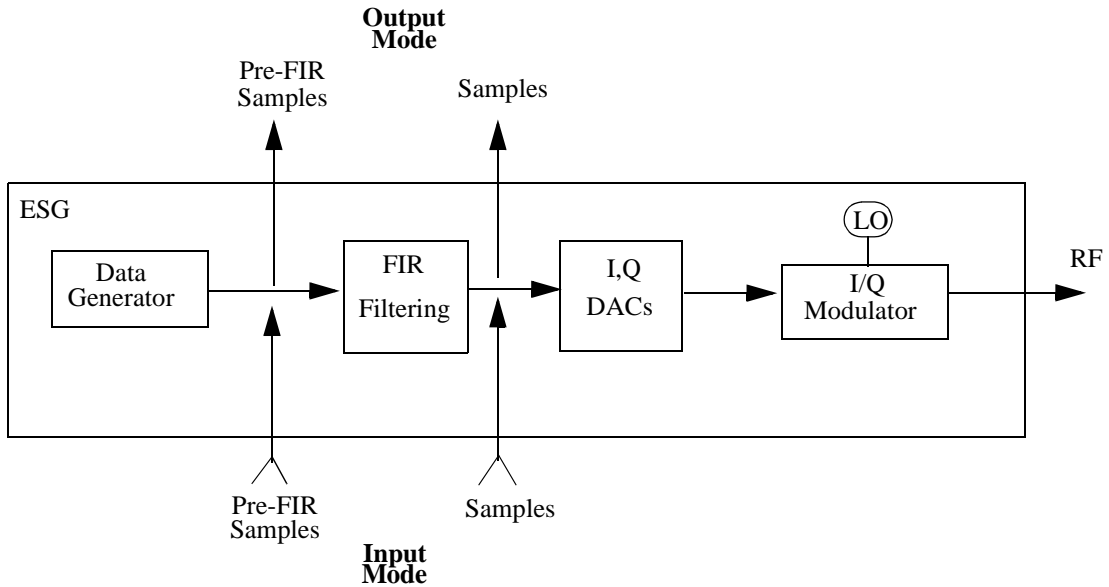 Output
Mode
Pre-FIR
Samples
Samples
ESG
LO
Data
Generator
FIR
Filtering
I,Q
DACs
I/Q
Modulator
RF
Pre-FIR
Samples
Samples
Input
Mode